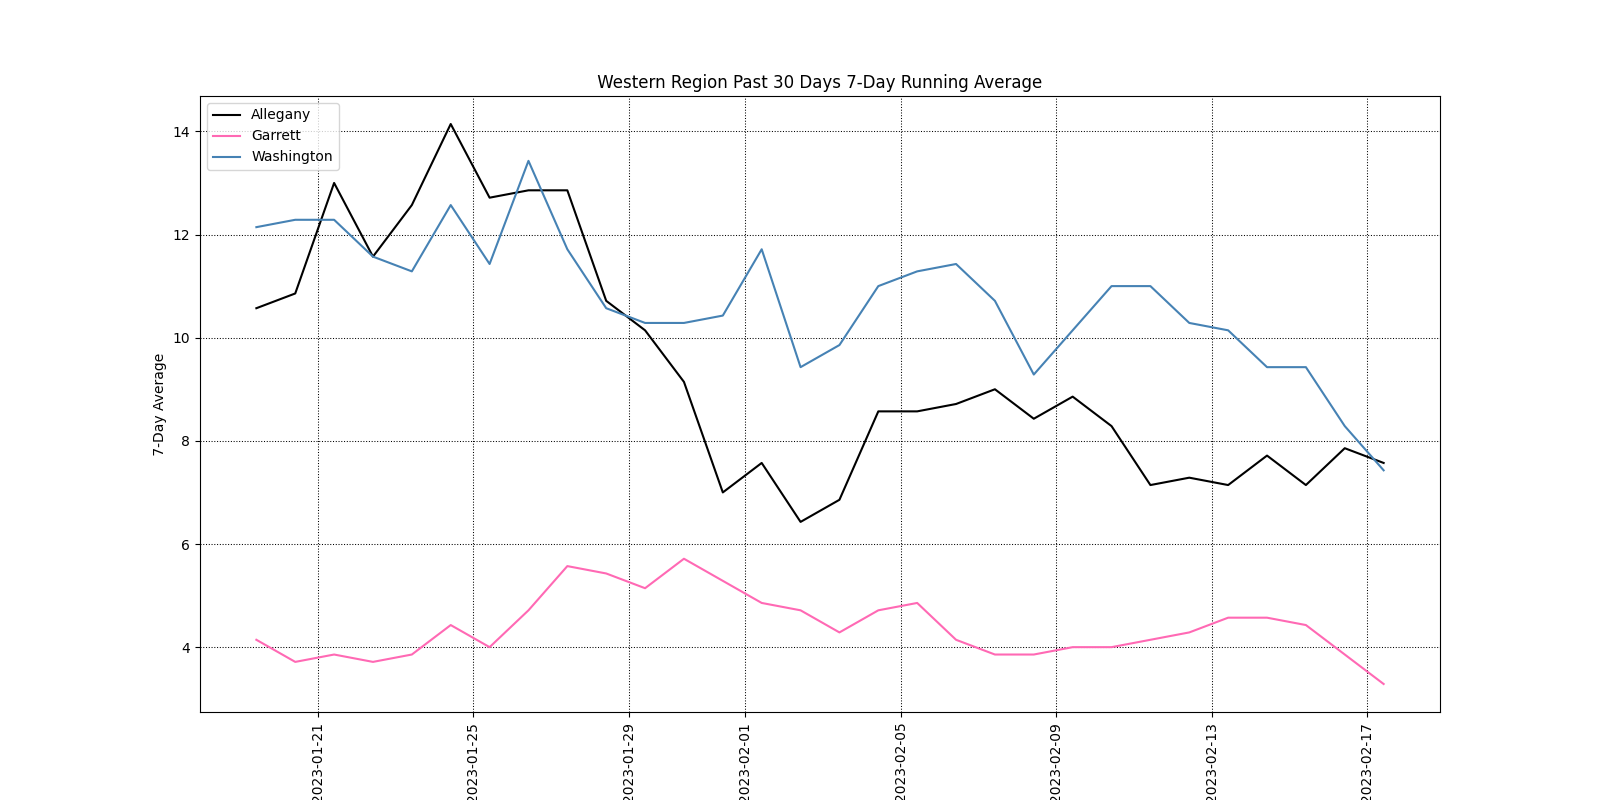 Western Region Past 30 Days 7-Day Running Average
Allegany
Garrett
Washington
7-Day Average
14
12
10
8
6
4
2023-01-21
2023-01-25
2023-01-29
2023-02-01
2023-02-05
2023-02-09
2023-02-13
2023-02-17